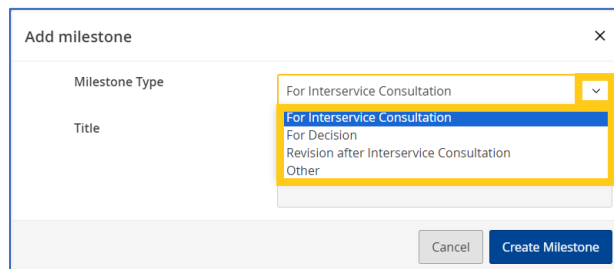 Add milestone
Milestone Type
For Interservice Consultation
Title
For Interservice Consultation
For Decision
Revision after Interservice Consultation
Other
Cancel
Create Milestone